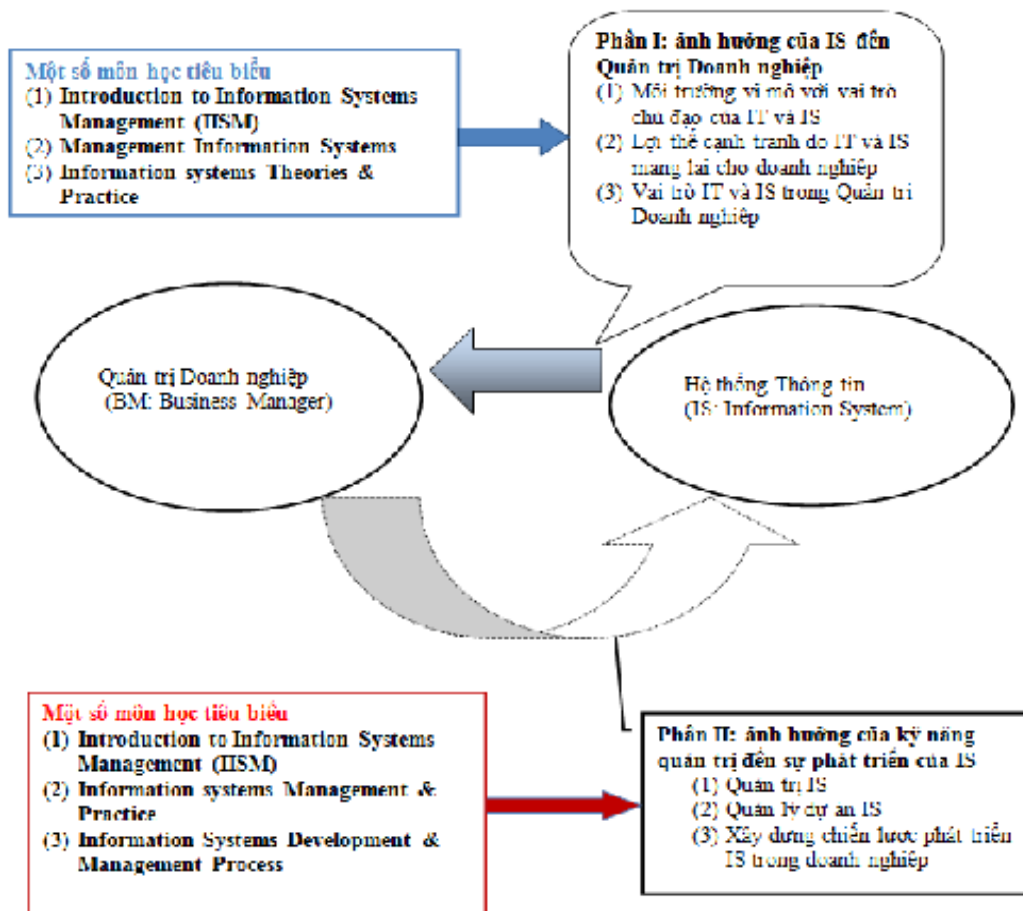 Một số môn học tiêu biểu
(1) Introduction to Information Systems
Management (IISM)
(2) Management Information Systems
(3) Information systems Theories &
Practice
Phần I: ảnh hưởng của IS đến
Quản trị Doanh nghiệp
(1) Môi trường vĩ mô với vai trò
chủ đạo của IT và IS
(2) Lợi thế cạnh tranh do IT và IS
mang lại cho doanh nghiệp
(3) Vai trò IT và IS trong Quản trị
Doanh nghiệp
Quản trị Doanh nghiệp
(BM: Business Manager)
Hệ thống Thông tin
(IS: Information System)
Một số môn học tiêu biểu
(1) Introduction to Information Systems
Management (IISM)
(2) Information systems Management &
Practice
(3) Information Systems Development &
Management Process
Phần II: ảnh hưởng của kỹ năng
quản trị đến sự phát triển của IS
(1) Quản trị IS
(2) Quản lý dự án IS
(3) Xây dựng chiến lược phát triển
IS trong doanh nghiệp